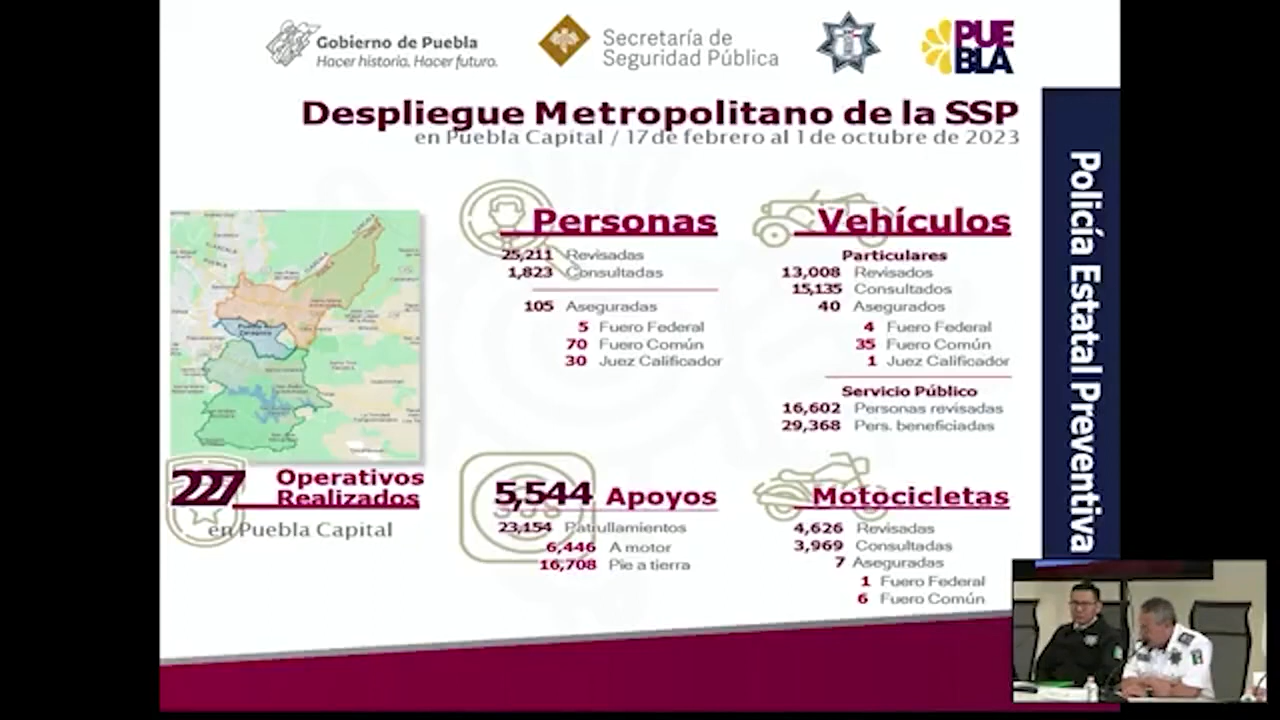 Gobierno de Puebla
Hacer historia. Hacer futuro.
Secretaría de
Seguridad Pública
PUE
BLA
Despliegue Metropolitano de la SSP
en Puebla Capital / 17 de febrero al 1 de octubre de 2023
Policía Estatal Preventiva
227 Operativos
Realizados
en Puebla Capital
Personas
25,211 Revisadas
1,823 Consultadas
105 Aseguradas
5 Fuero Federal
70 Fuero Común
30 Juez Calificador
5,544 Apoyos
23,154 Patrullamientos
6,446 A motor
16,708 Pie a tierra
Vehículos
Particulares
13,008 Revisados
15,135 Consultados
40 Asegurados
4 Fuero Federal
35 Fuero Común
1 Juez Calificador
Servicio Público
16,602 Personas revisadas
29,368 Pers. beneficiadas
Motocicletas
4,626 Revisadas
3,969 Consultadas
7 Aseguradas
1 Fuero Federal
6 Fuero Común